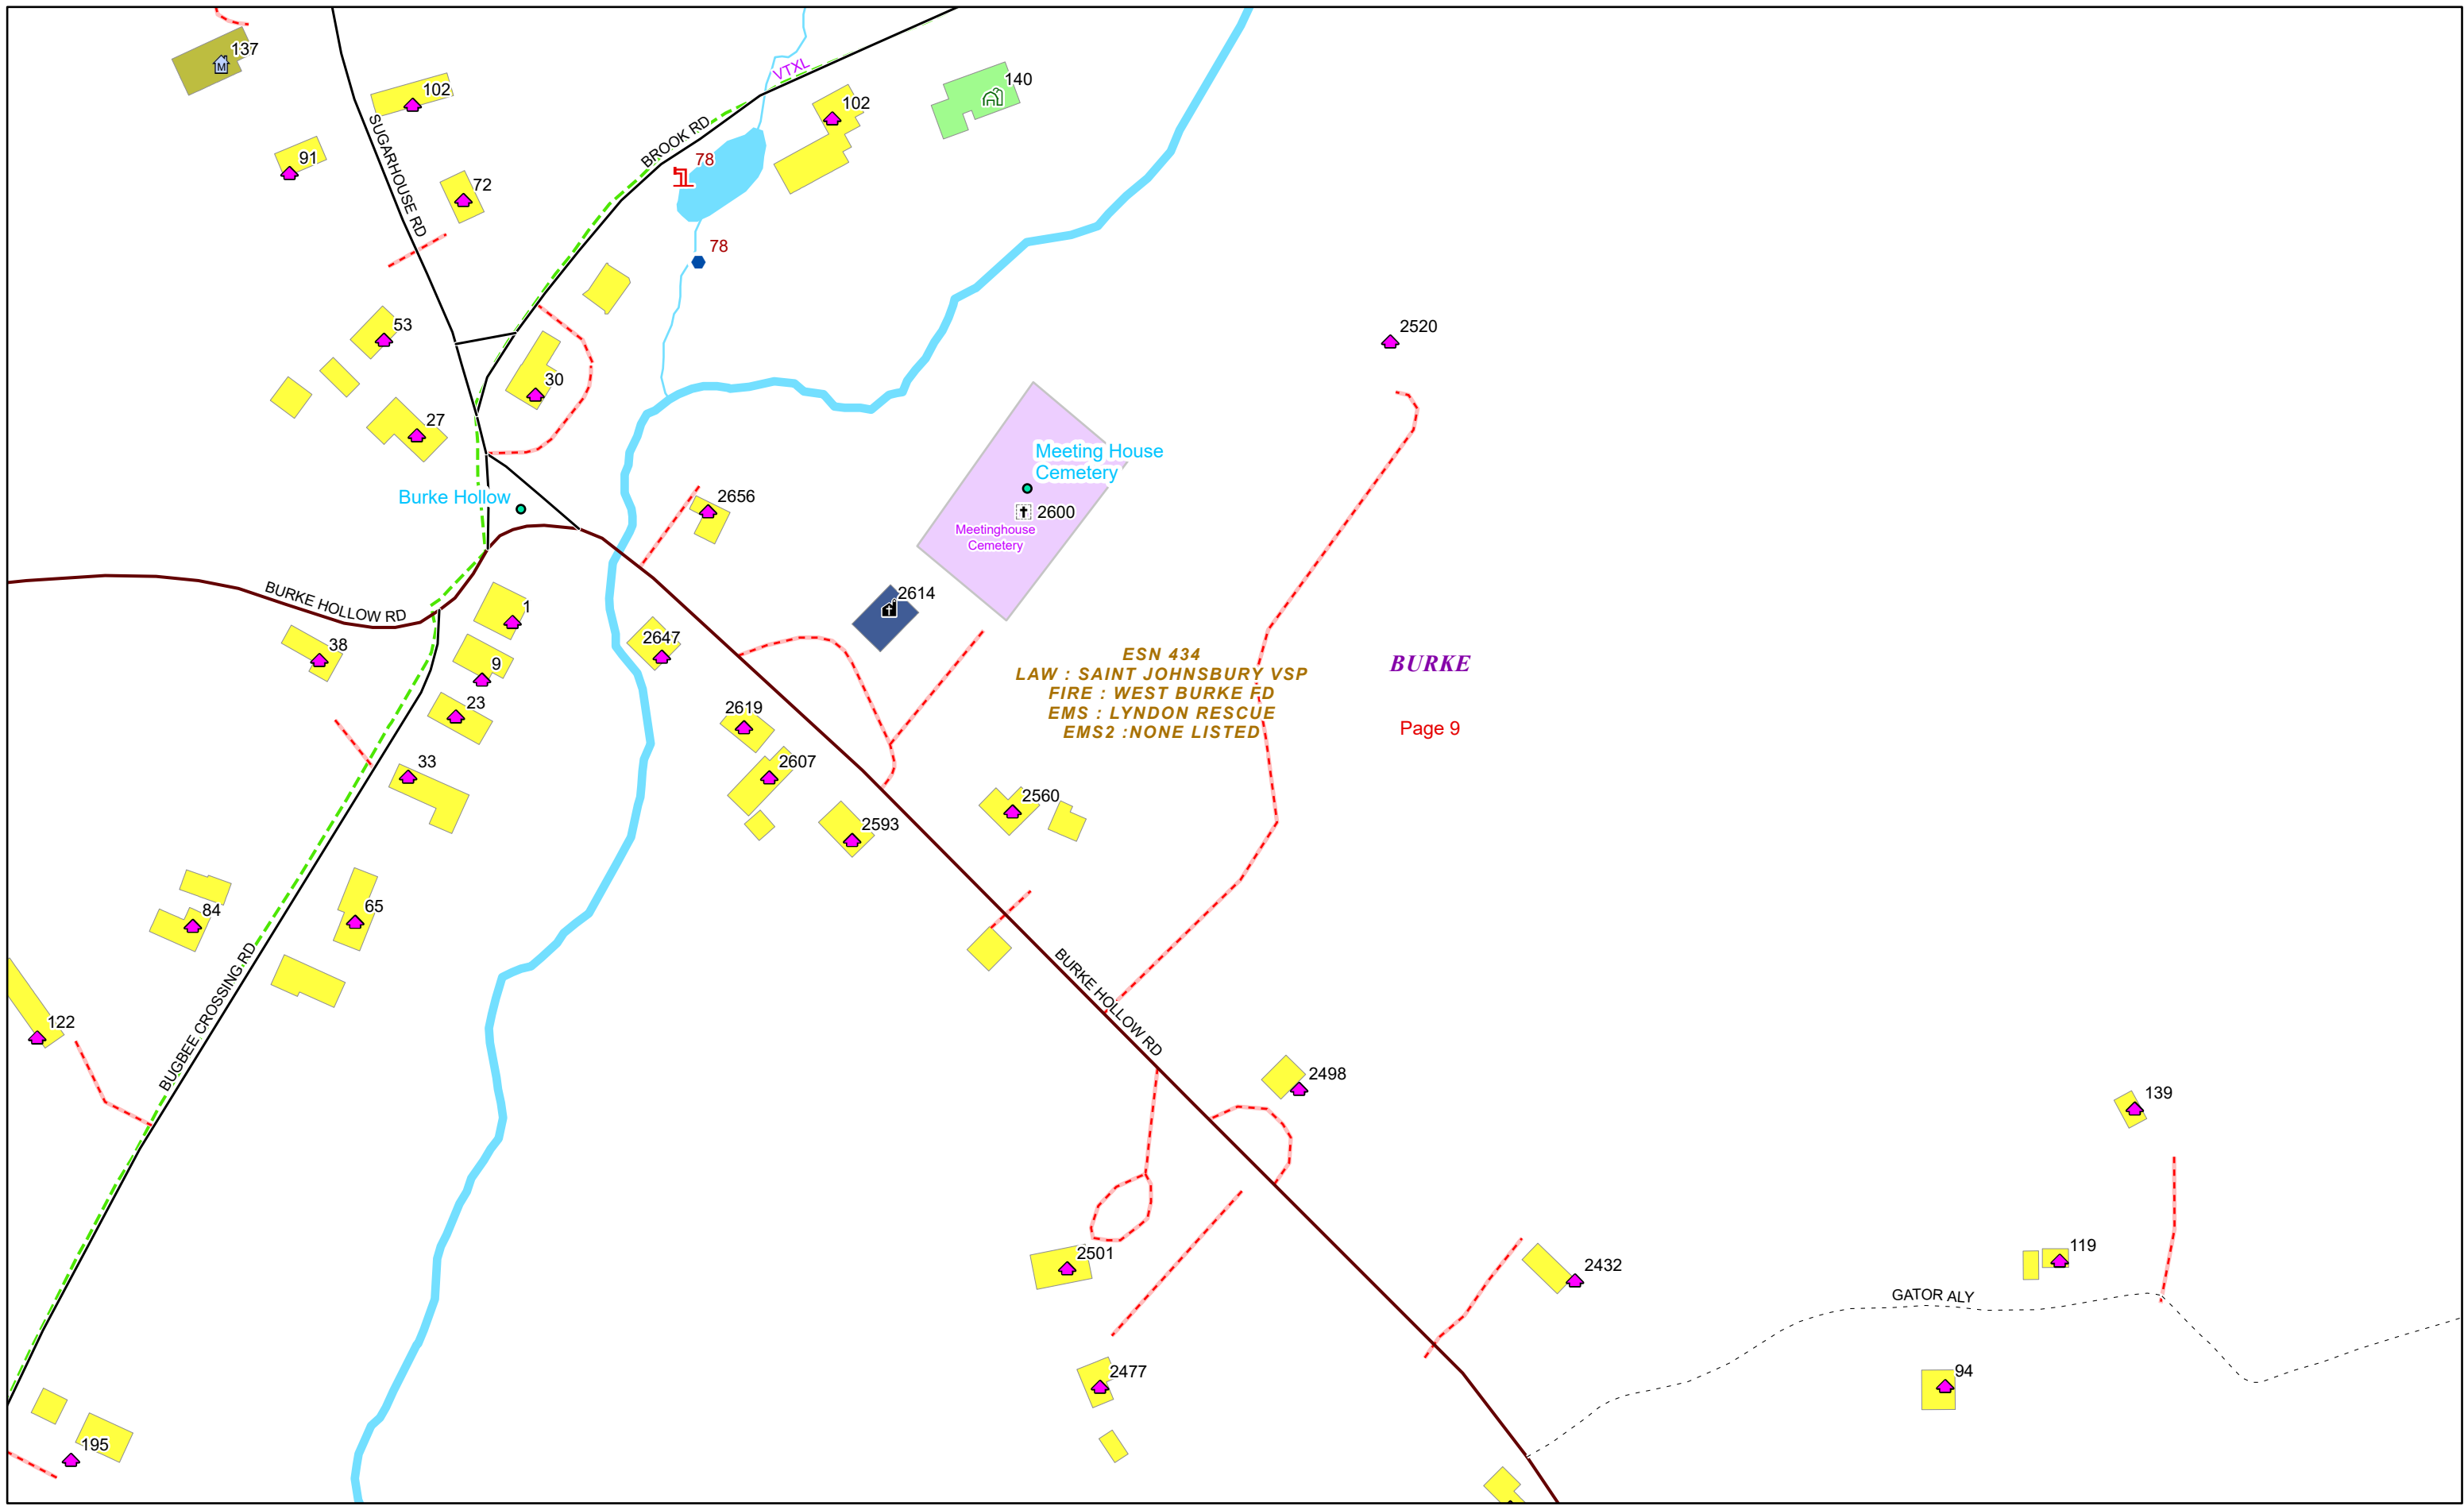 137
VTXL
140
102
102
SUGARHOUSE RD
BROOK RD
91
78
72
78
53
2520
30
27
Meeting House
Cemetery
Burke Hollow
2656
2600
Meetinghouse
Cemetery
BURKE HOLLOW RD
2614
1
2647
38
9
ESN 434
LAW : SAINT JOHNSBURY VSP
FIRE : WEST BURKE FD
EMS : LYNDON RESCUE
EMS2 :NONE LISTED
BURKE
Page 9
23
2619
33
2607
2560
2593
84
65
BUGBEE CROSSING RD
BURKE HOLLOW RD
122
2498
139
2501
119
2432
GATOR ALY
2477
94
195
M